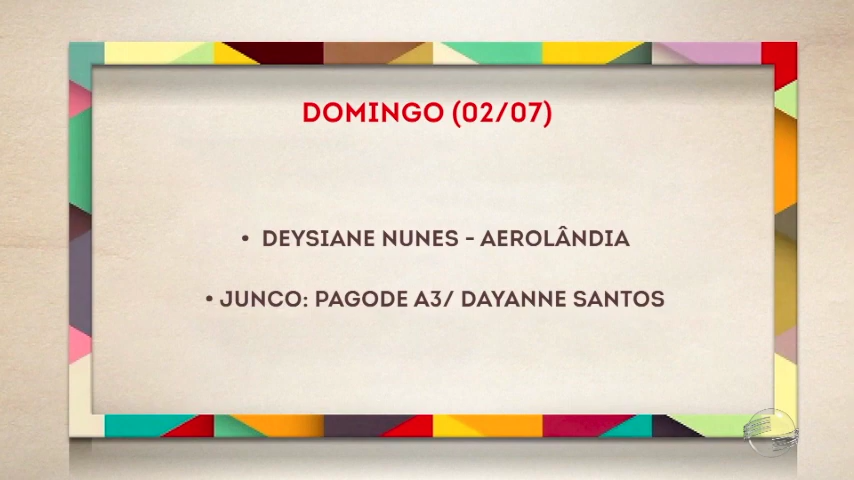 DOMINGO (02/07)
• DEYSIANE NUNES - AEROLÂNDIA
• JUNCO: PAGODE A3/ DAYANNE SANTOS